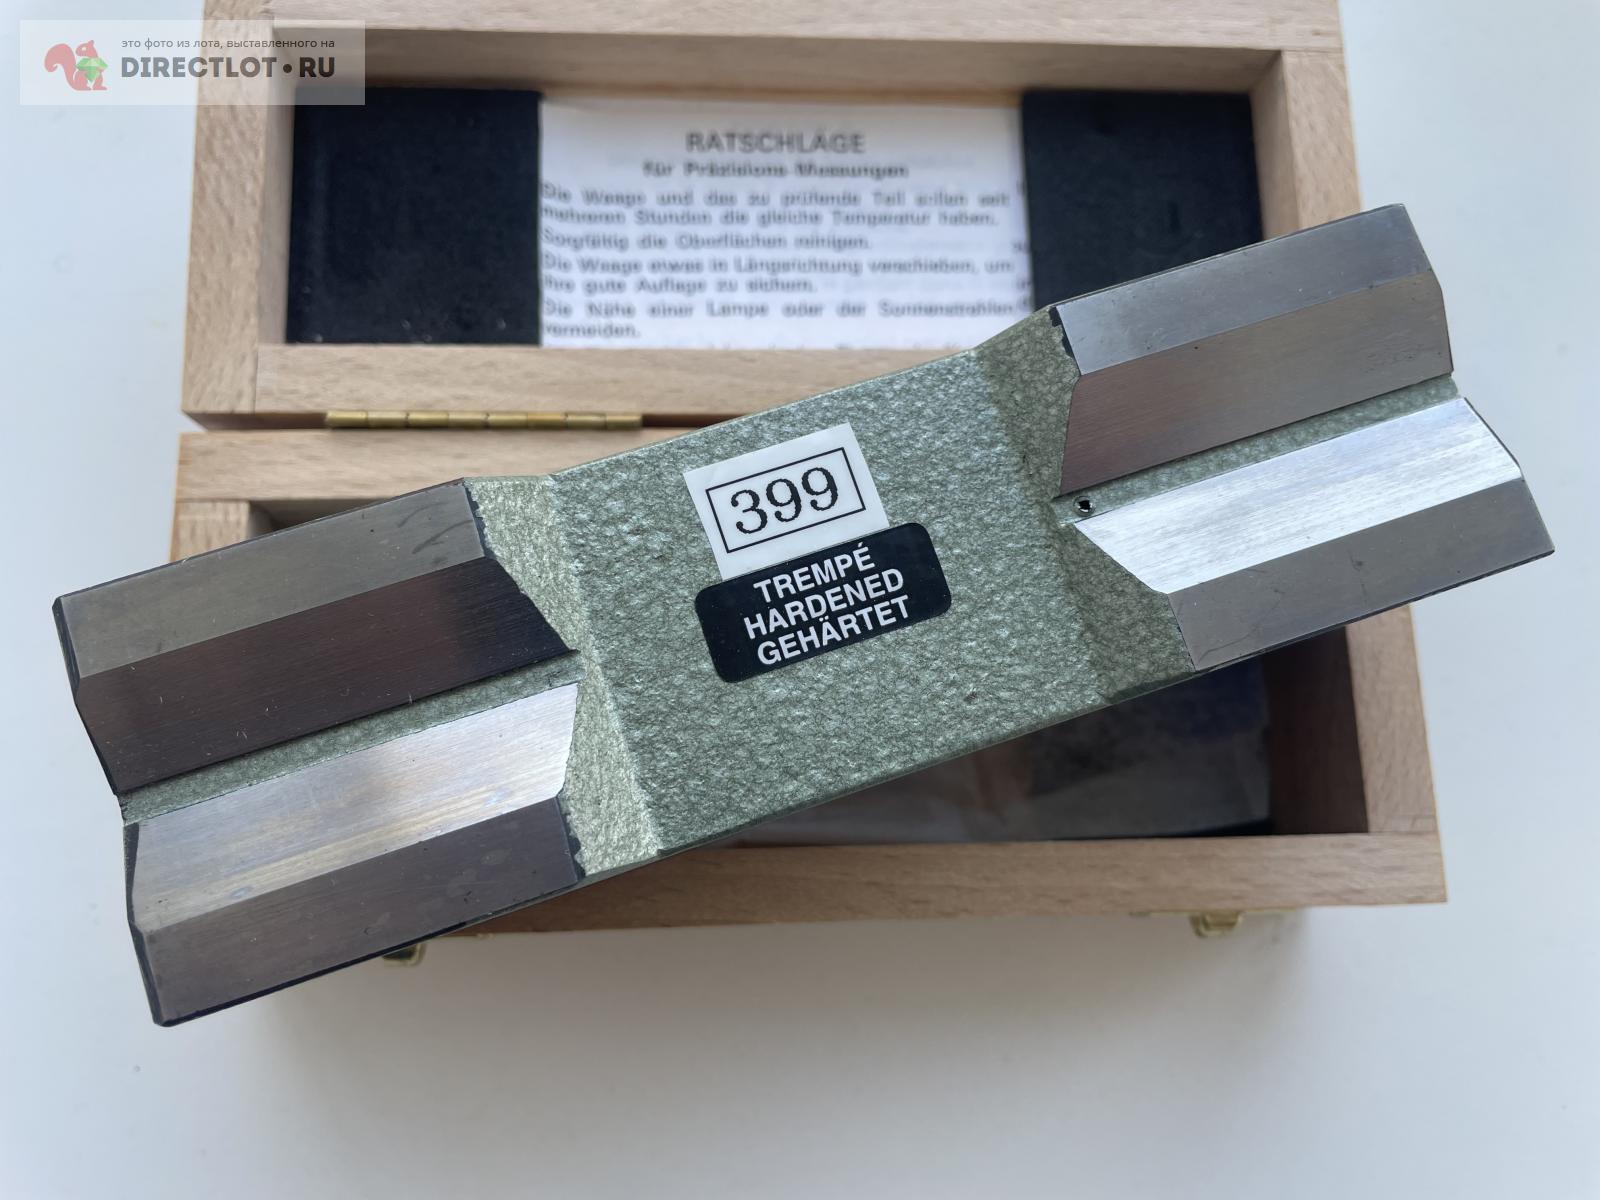 это фото из лота, выставленного на
DIRECTLOT.RU
RATSCHLÄGE
für Präzisions-Messungen
Die Waage und das zu prüfende Teil sollen seit
mehreren Stunden die gleiche Temperatur haben.
Sorgfältig die Oberflächen reinigen.
Die Waage etwas in Längsrichtung verschieben, um
ihre gute Auflage zu sichern.
Die Nähe einer Lampe oder der Sonnenstrahlen
vermeiden.
399
TREMPÉ
HARDENED
GEHÄRTET